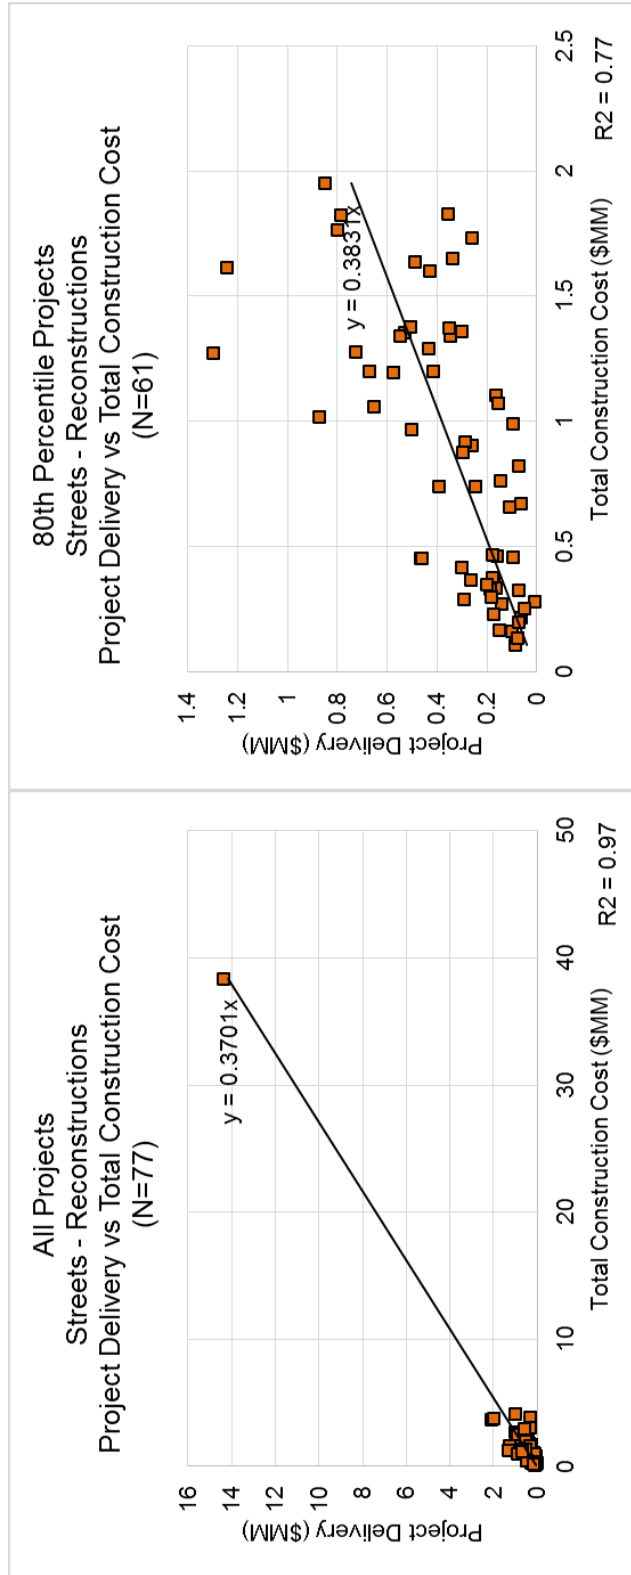 All Projects
Streets - Reconstructions
Project Delivery vs Total Construction Cost
(N=77)
16
14
12
10
8
6
4
2
0
Project Delivery ($MM)
y = 0.3701x
0
10
20
30
40
50
Total Construction Cost ($MM)
R2 = 0.97
80th Percentile Projects
Streets - Reconstructions
Project Delivery vs Total Construction Cost
(N=61)
1.4
1.2
1
0.8
0.6
0.4
0.2
0
Project Delivery ($MM)
y = 0.3831x
0
0.5
1
1.5
2
2.5
Total Construction Cost ($MM)
R2 = 0.77